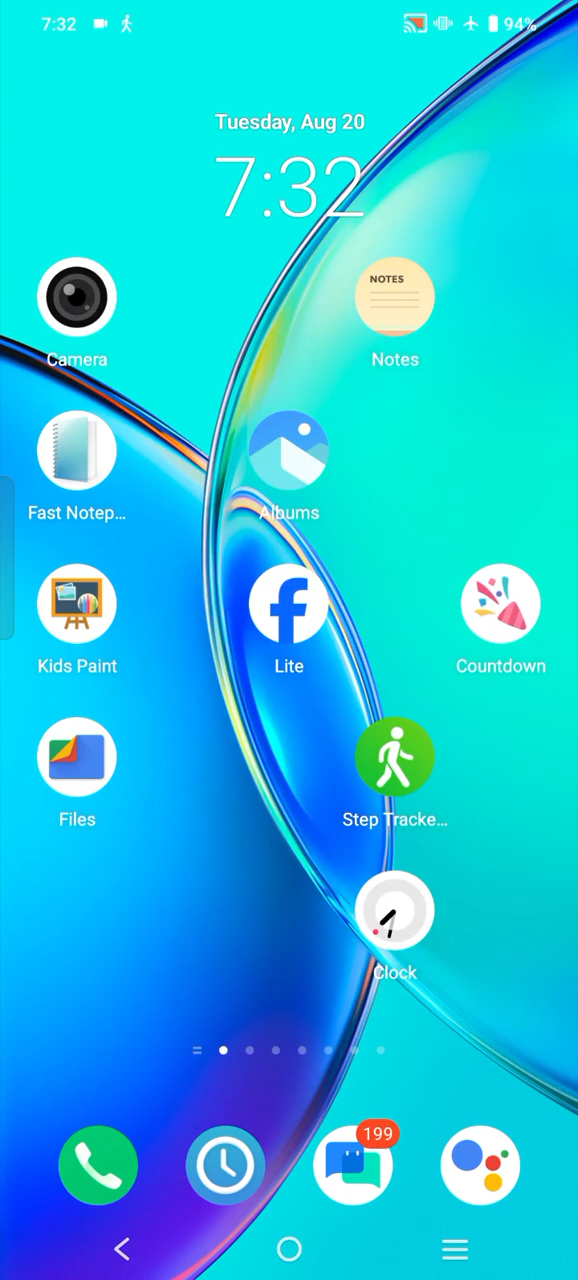 7:32
94%
Tuesday, Aug 20
7:32
Camera
NOTES
Notes
Fast Notep...
Albums
Kids Paint
Lite
Countdown
Files
Step Tracke...
Clock
199